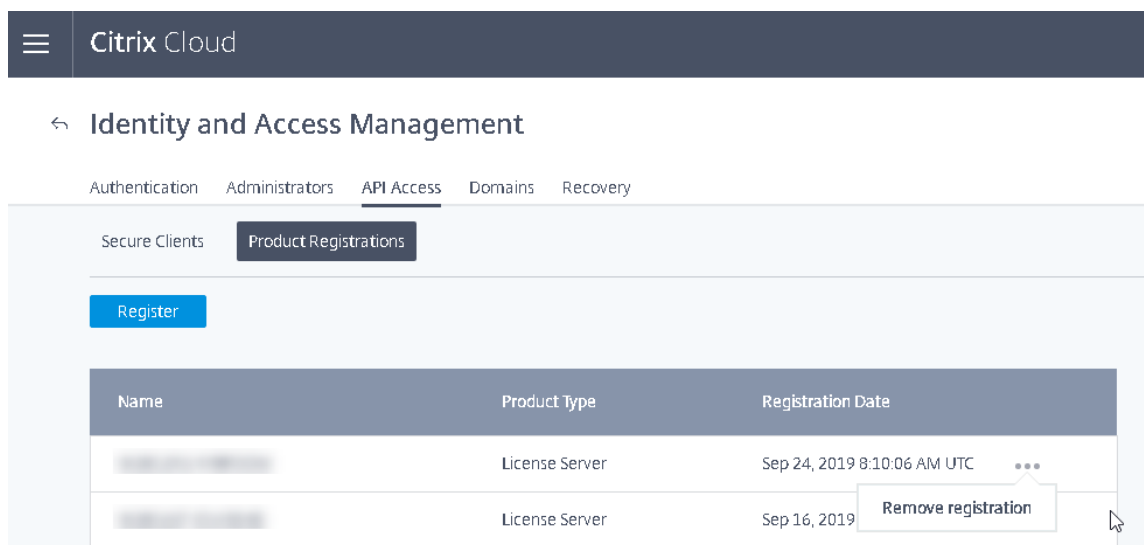 Citrix Cloud
Identity and Access Management
Authentication Administrators API Access Domains Recovery
Secure Clients Product Registrations
Register
Name Product Type Registration Date
License Server Sep 24, 2019 8:10:06 AM UTC
Remove registration
License Server Sep 16, 2019